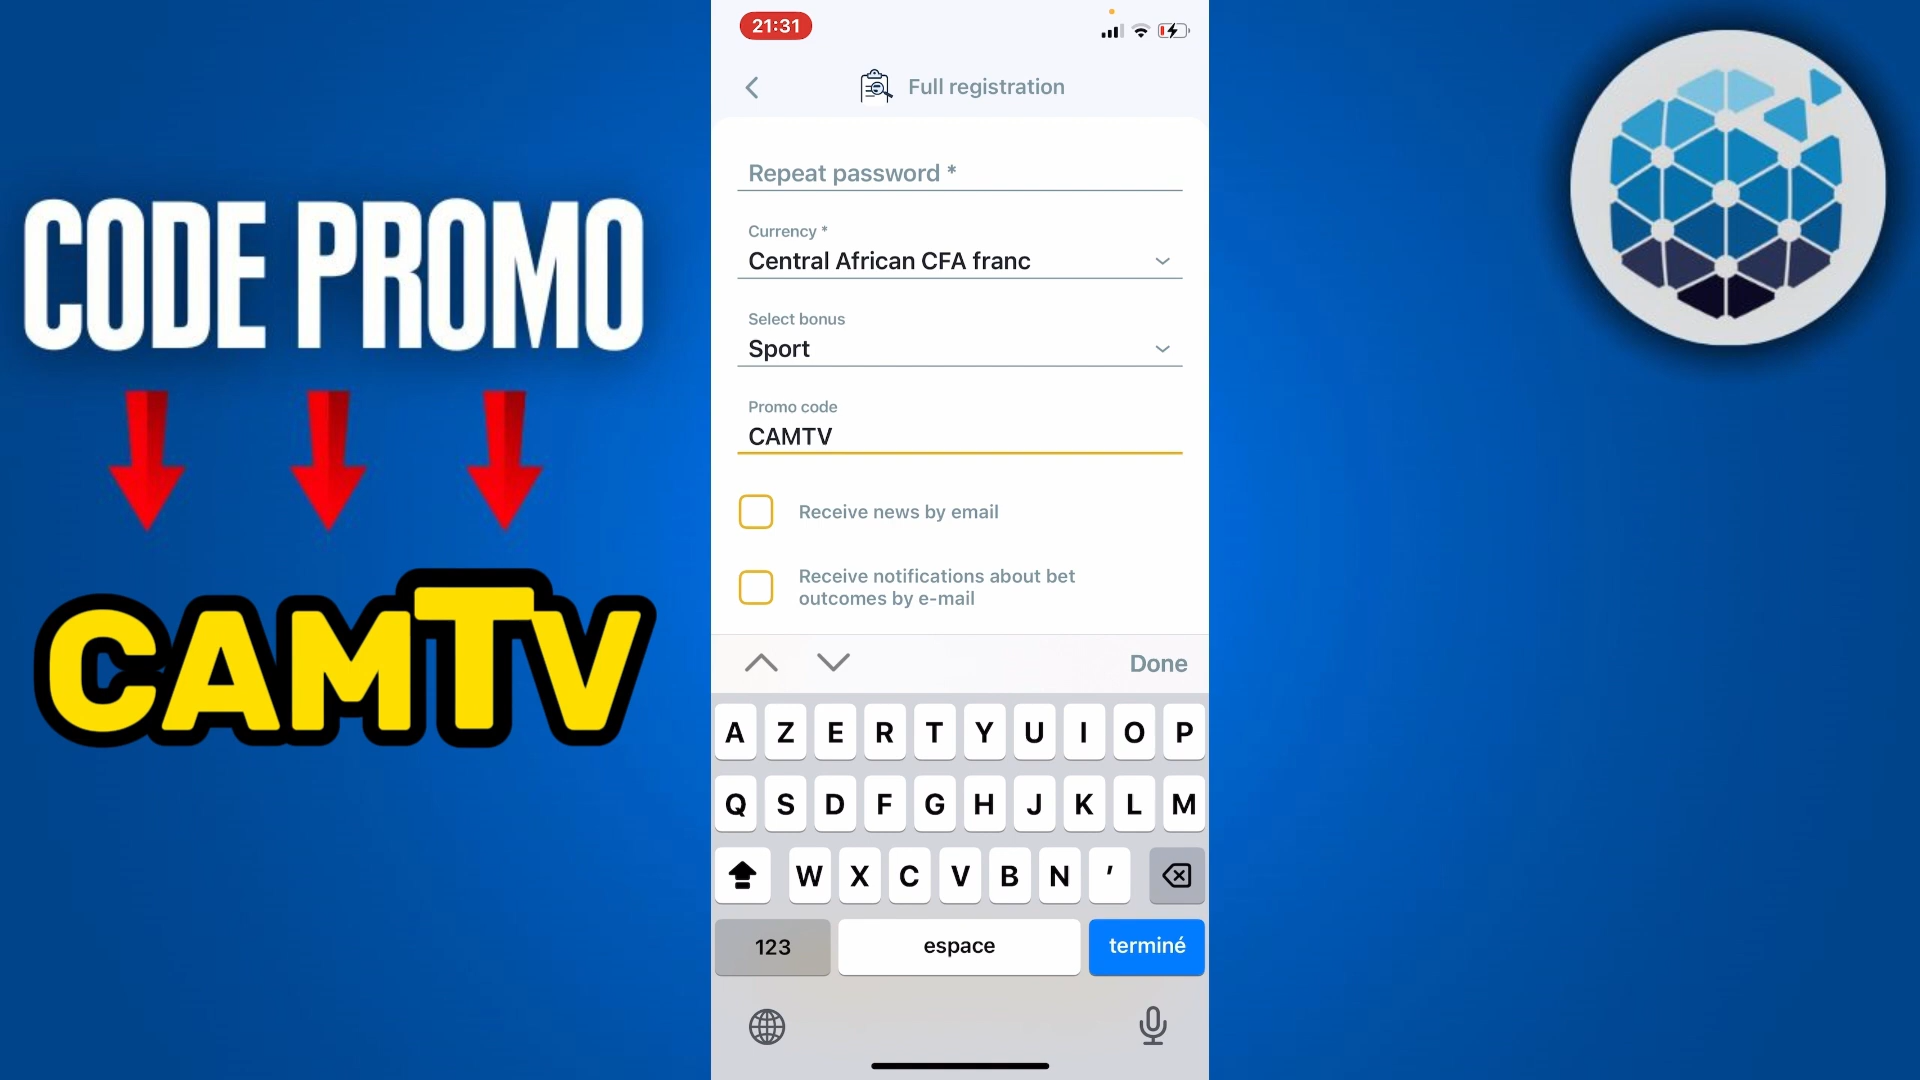 CODE PROMO
CAMTV
21:31
Full registration
Repeat password *
Currency *
Central African CFA franc
Select bonus
Sport
Promo code
CAMTV
Receive news by email
Receive notifications about bet
outcomes by e-mail
Done
A Z E R T Y U I O P
Q S D F G H J K L M
W X C V B N ’
123 espace terminé